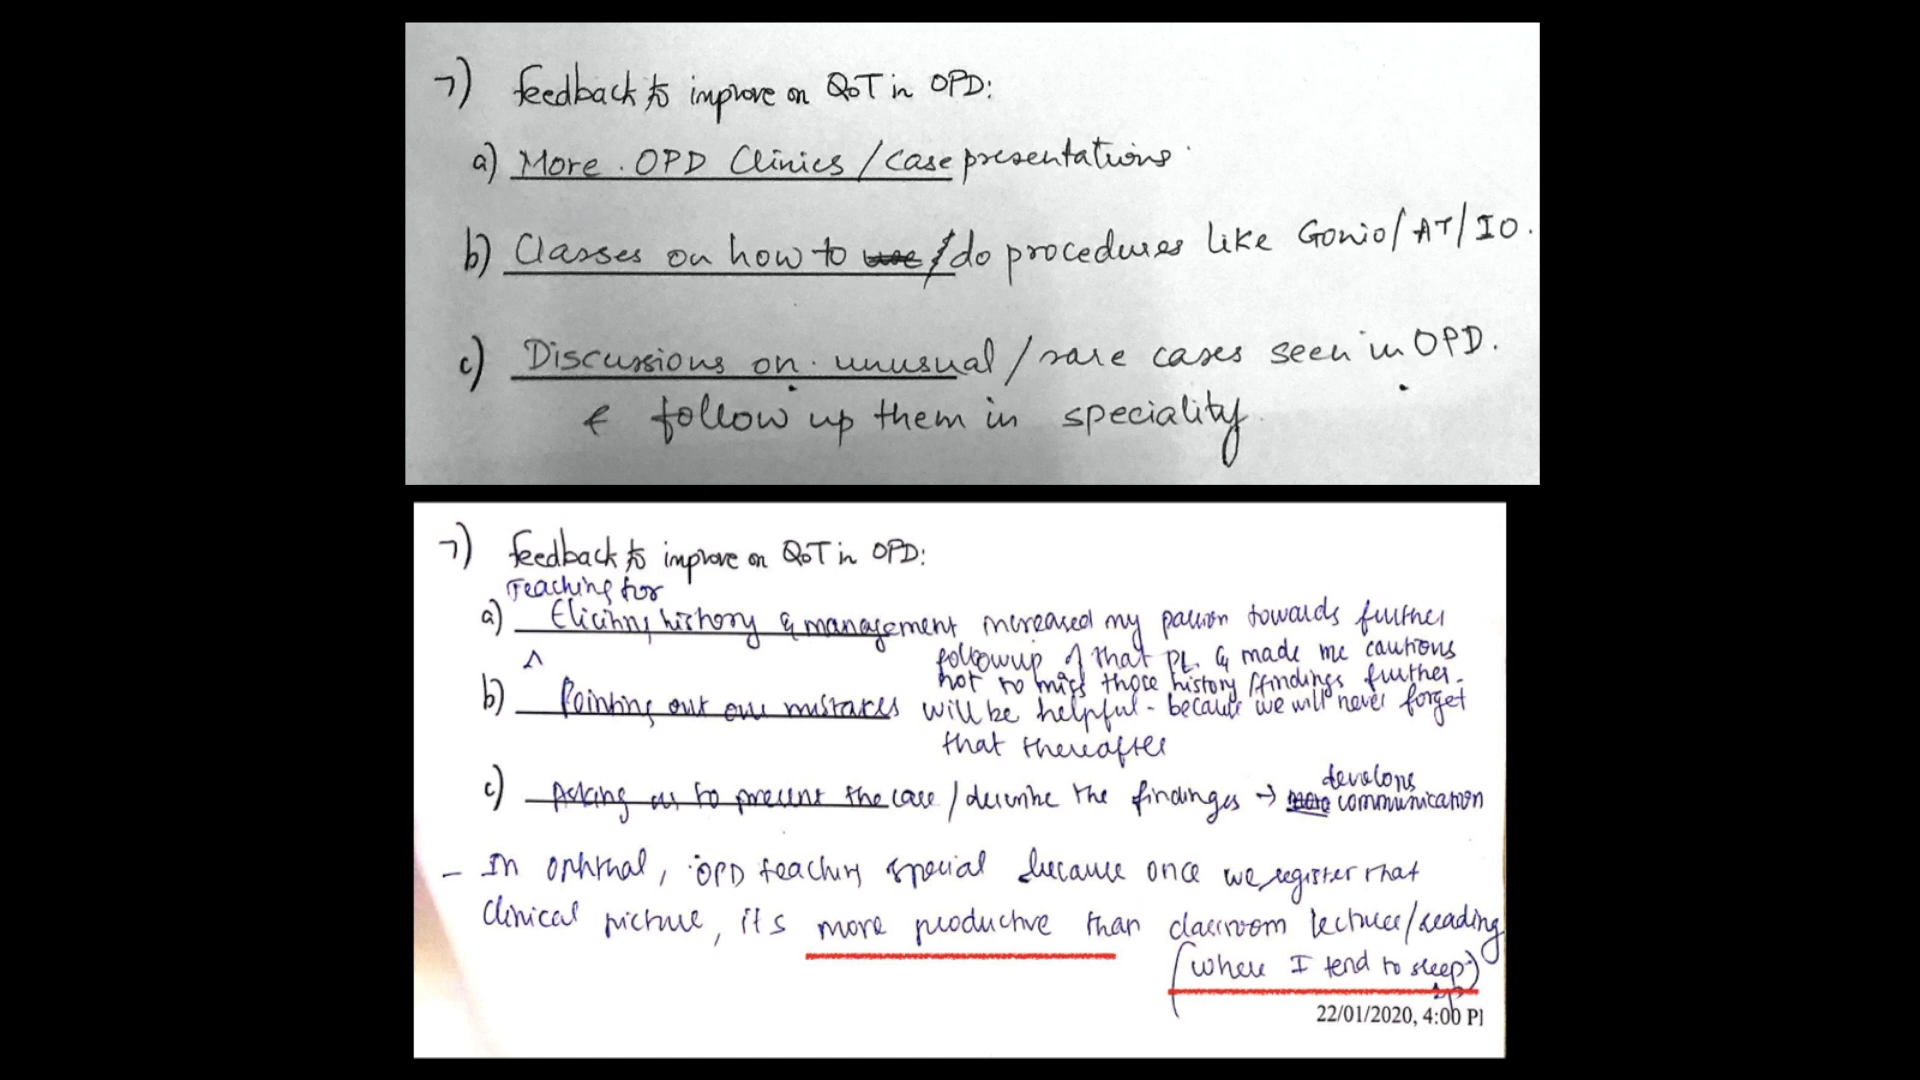 7) feedback to improve on QoT in OPD:
a) More OPD Clinics / case presentations
b) Classes on how to use / do procedures like Gonio/AT/IO.
c) Discussions on unusual / rare cases seen in OPD.
& follow up them in speciality
7) feedback to improve on QoT in OPD:
Teaching for
a) Eliciting history & management increased my passion towards further
followup of that pt. & made me cautious
not to miss those history/findings further.
b) Pointing out our mistakes will be helpful - because we will never forget
that thereafter
develops
c) Asking us to present the case / describe the findings → communication
- In ophthal, OPD teaching special because once we register that
clinical picture, its more productive than classroom lectures/reading
(where I tend to sleep)
22/01/2020, 4:00 P